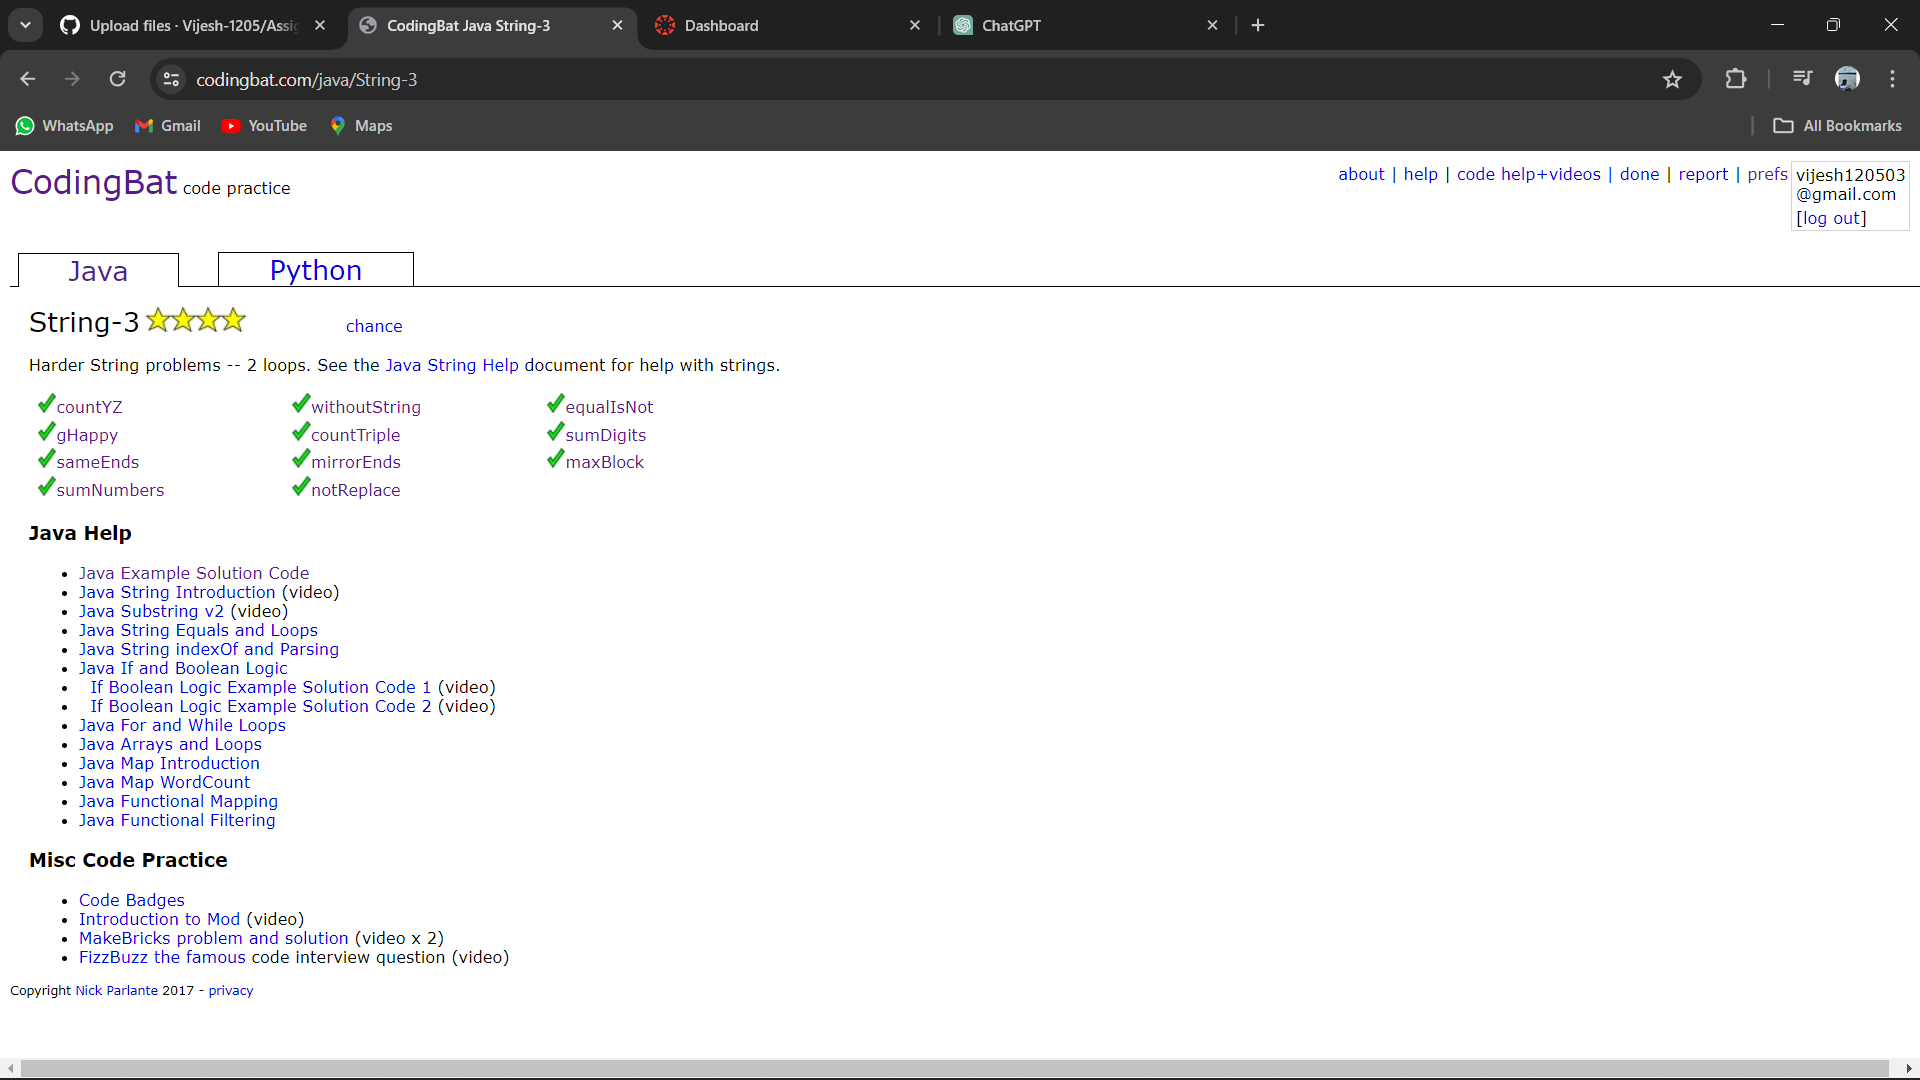 Upload files · Vijesh-1205/Assig
CodingBat Java String-3
Dashboard
ChatGPT
codingbat.com/java/String-3
WhatsApp Gmail YouTube Maps All Bookmarks
CodingBat code practice
about | help | code help+videos | done | report | prefs
vijesh120503
@gmail.com
[log out]
Java Python
String-3 chance
Harder String problems -- 2 loops. See the Java String Help document for help with strings.
countYZ withoutString equalIsNot
gHappy countTriple sumDigits
sameEnds mirrorEnds maxBlock
sumNumbers notReplace
Java Help
• Java Example Solution Code
• Java String Introduction (video)
• Java Substring v2 (video)
• Java String Equals and Loops
• Java String indexOf and Parsing
• Java If and Boolean Logic
• If Boolean Logic Example Solution Code 1 (video)
• If Boolean Logic Example Solution Code 2 (video)
• Java For and While Loops
• Java Arrays and Loops
• Java Map Introduction
• Java Map WordCount
• Java Functional Mapping
• Java Functional Filtering
Misc Code Practice
• Code Badges
• Introduction to Mod (video)
• MakeBricks problem and solution (video x 2)
• FizzBuzz the famous code interview question (video)
Copyright Nick Parlante 2017 - privacy